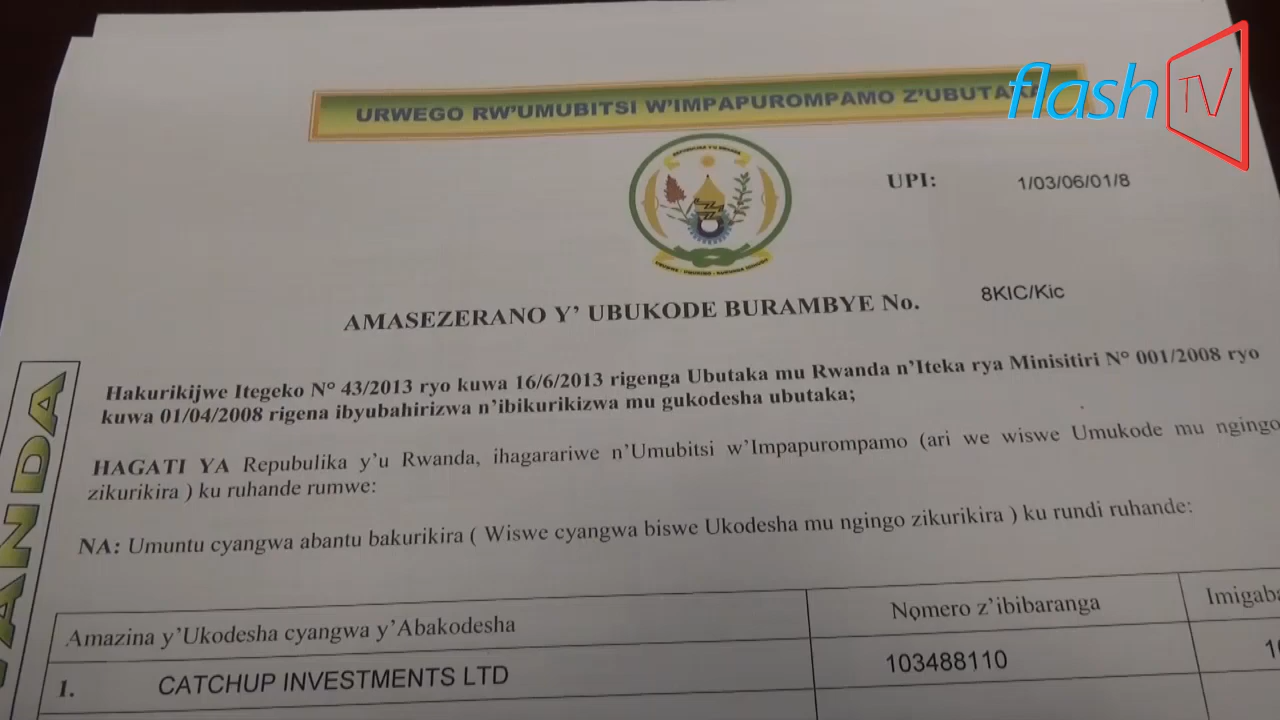 flash TV
URWEGO RW'UMUBITSI W'IMPAPUROMPAMO Z'UBUTAKA
UPI: 1/03/06/01/8
AMASEZERANO Y' UBUKODE BURAMBYE No. 8KIC/Kic
Hakurikijwe Itegeko N° 43/2013 ryo kuwa 16/6/2013 rigenga Ubutaka mu Rwanda n'Iteka rya Minisitiri N° 001/2008 ryo
kuwa 01/04/2008 rigena ibyubahirizwa n'ibikurikizwa mu gukodesha ubutaka;
HAGATI YA Repubulika y'u Rwanda, ihagarariwe n'Umubitsi w'Impapurompamo (ari we wiswe Umukode mu ngingo
zikurikira ) ku ruhande rumwe:
NA: Umuntu cyangwa abantu bakurikira ( Wiswe cyangwa biswe Ukodesha mu ngingo zikurikira ) ku rundi ruhande:
Amazina y'Ukodesha cyangwa y'Abakodesha Nomero z'ibibaranga
1. CATCHUP INVESTMENTS LTD 103488110